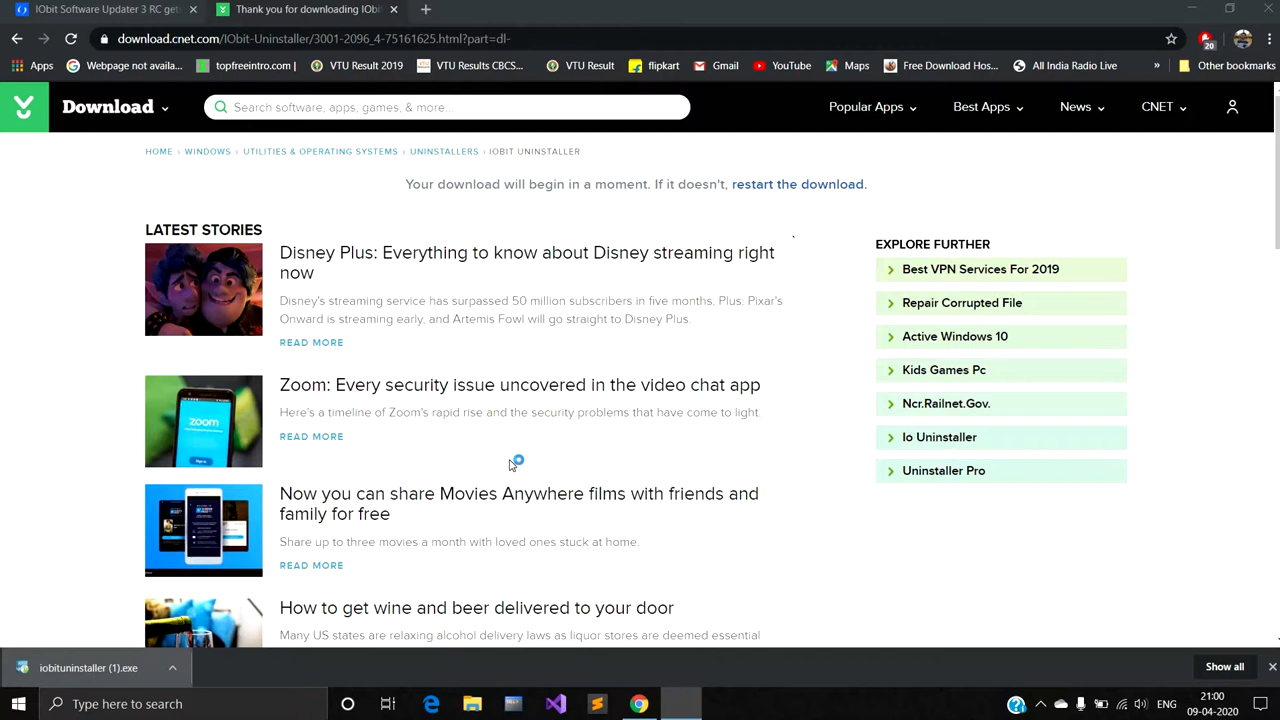 IObit Software Updater 3 RC get
Thank you for downloading IObit
download.cnet.com/IObit-Uninstaller/3001-2096_4-75161625.html?part=dl-
20
Apps
Webpage not availa...
topfreeintro.com |
VTU Result 2019
VTU Results CBCS...
VTU Result
flipkart
Gmail
YouTube
Maps
Free Download Hos...
All India Radio Live
»
Other bookmarks
Download
Search software, apps, games, & more...
Popular Apps
Best Apps
News
CNET
HOME › WINDOWS › UTILITIES & OPERATING SYSTEMS › UNINSTALLERS › IOBIT UNINSTALLER
Your download will begin in a moment. If it doesn't, restart the download.
LATEST STORIES
Disney Plus: Everything to know about Disney streaming right
now
Disney's streaming service has surpassed 50 million subscribers in five months. Plus: Pixar's
Onward is streaming early, and Artemis Fowl will go straight to Disney Plus.
READ MORE
Zoom: Every security issue uncovered in the video chat app
Here's a timeline of Zoom's rapid rise and the security problems that have come to light.
READ MORE
zoom
Now you can share Movies Anywhere films with friends and
family for free
Share up to three movies a month with loved ones stuck at home.
READ MORE
How to get wine and beer delivered to your door
Many US states are relaxing alcohol delivery laws as liquor stores are deemed essential
EXPLORE FURTHER
Best VPN Services For 2019
Repair Corrupted File
Active Windows 10
Kids Games Pc
Ncr.Railnet.Gov.
Io Uninstaller
Uninstaller Pro
iobituninstaller (1).exe
Show all
Type here to search
ENG
21:00
09-04-2020